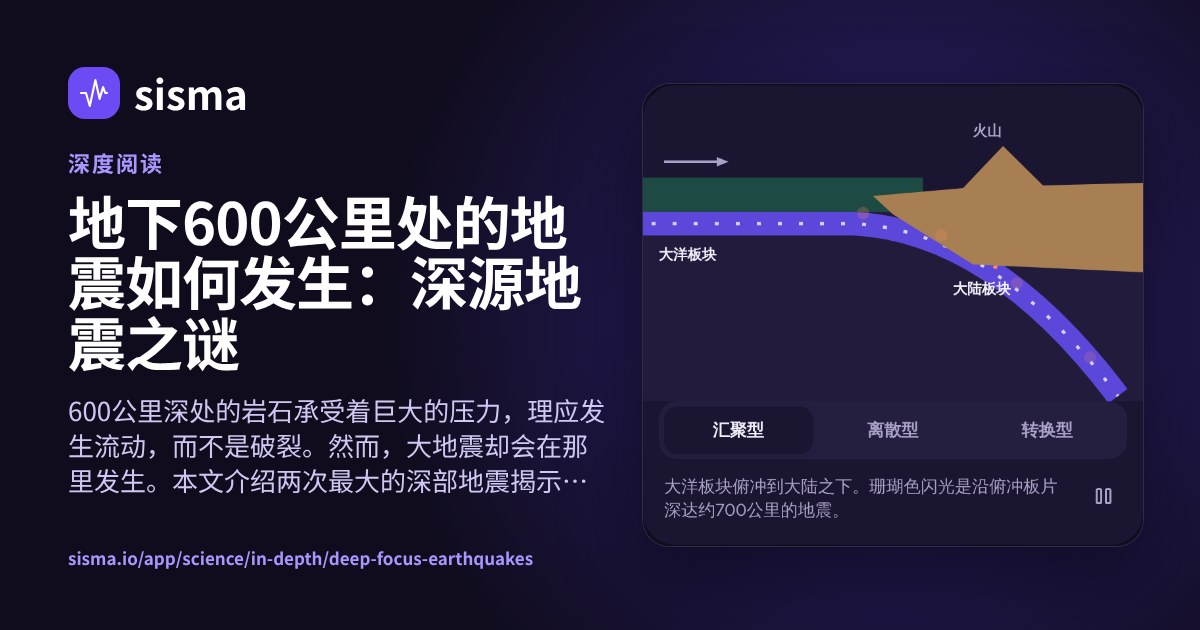 sisma
深度阅读
地下600公里处的地
震如何发生：深源地
震之谜
600公里深处的岩石承受着巨大的压力，理应发
生流动，而不是破裂。然而，大地震却会在那
里发生。本文介绍两次最大的深部地震揭示…
sisma.io/app/science/in-depth/deep-focus-earthquakes
火山
大洋板块
大陆板块
汇聚型
离散型
转换型
大洋板块俯冲到大陆之下。珊瑚色闪光是沿俯冲板片
深达约700公里的地震。